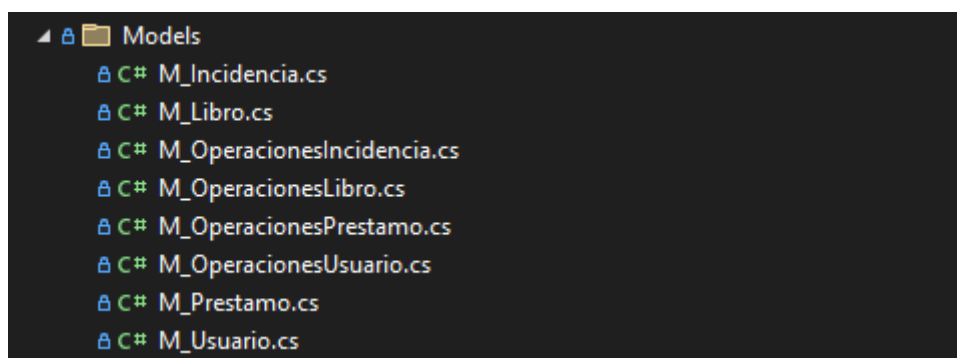 Models
C# M_Incidencia.cs
C# M_Libro.cs
C# M_OperacionesIncidencia.cs
C# M_OperacionesLibro.cs
C# M_OperacionesPrestamo.cs
C# M_OperacionesUsuario.cs
C# M_Prestamo.cs
C# M_Usuario.cs